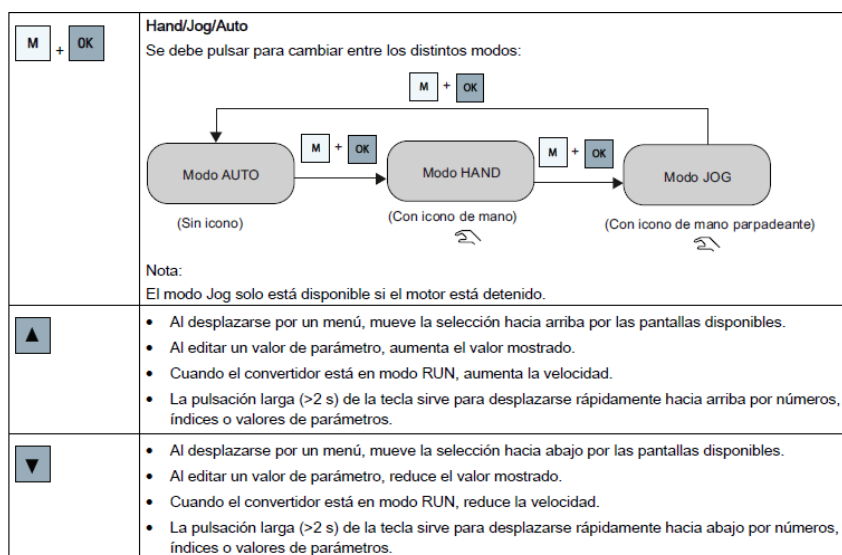 M + OK
Hand/Jog/Auto
Se debe pulsar para cambiar entre los distintos modos:
M + OK
M + OK
M + OK
Modo AUTO
Modo HAND
Modo JOG
(Sin icono)
(Con icono de mano)
(Con icono de mano parpadeante)
Nota:
El modo Jog solo está disponible si el motor está detenido.
▲
• Al desplazarse por un menú, mueve la selección hacia arriba por las pantallas disponibles.
• Al editar un valor de parámetro, aumenta el valor mostrado.
• Cuando el convertidor está en modo RUN, aumenta la velocidad.
• La pulsación larga (>2 s) de la tecla sirve para desplazarse rápidamente hacia arriba por números,
índices o valores de parámetros.
▼
• Al desplazarse por un menú, mueve la selección hacia abajo por las pantallas disponibles.
• Al editar un valor de parámetro, reduce el valor mostrado.
• Cuando el convertidor está en modo RUN, reduce la velocidad.
• La pulsación larga (>2 s) de la tecla sirve para desplazarse rápidamente hacia abajo por números,
índices o valores de parámetros.